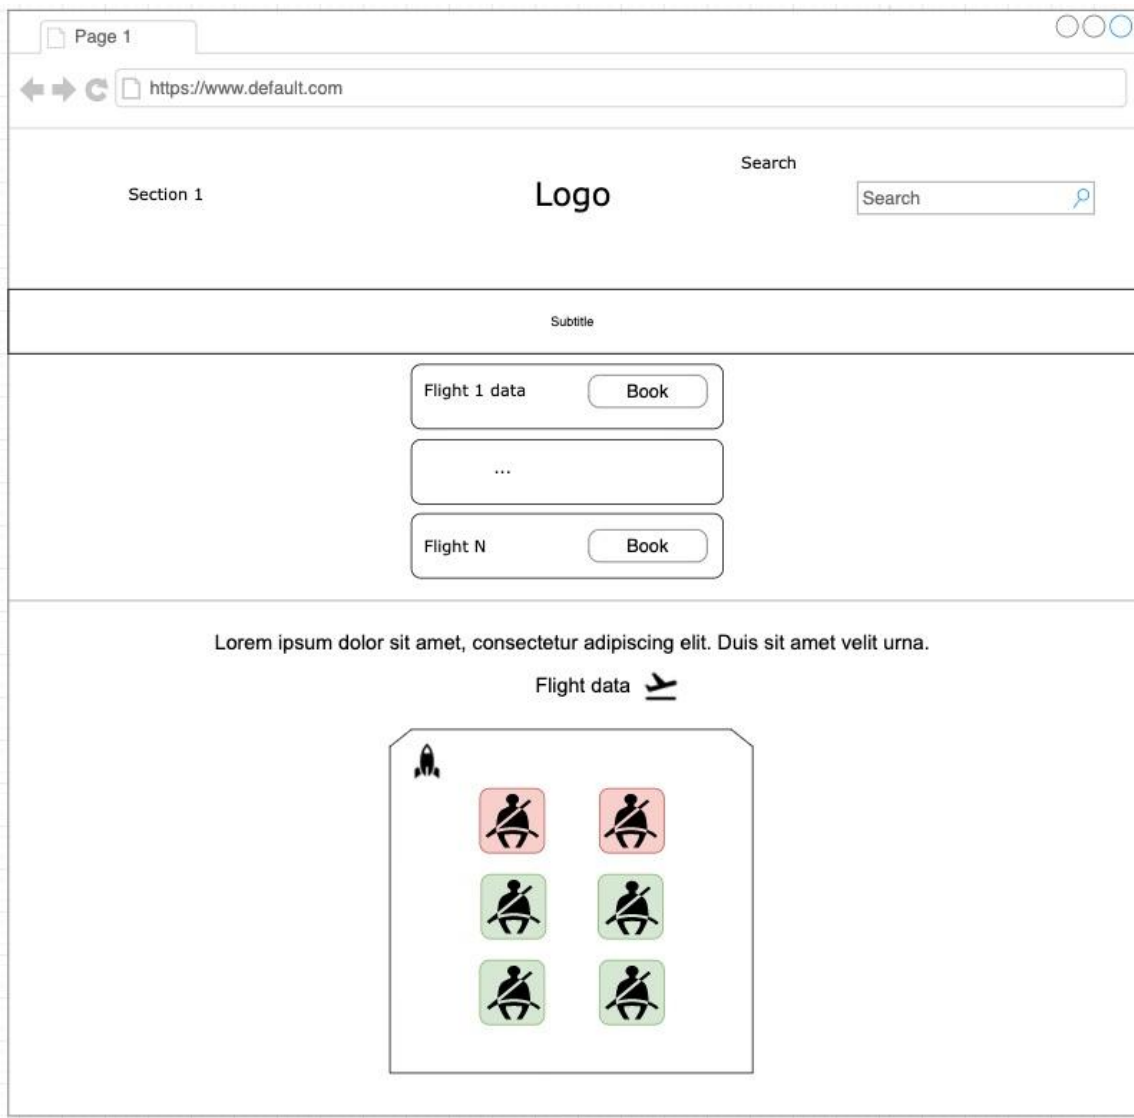 Page 1
https://www.default.com
Search
Section 1
Logo
Search
Subtitle
Flight 1 data
Book
...
Flight N
Book
Lorem ipsum dolor sit amet, consectetur adipiscing elit. Duis sit amet velit urna.
Flight data